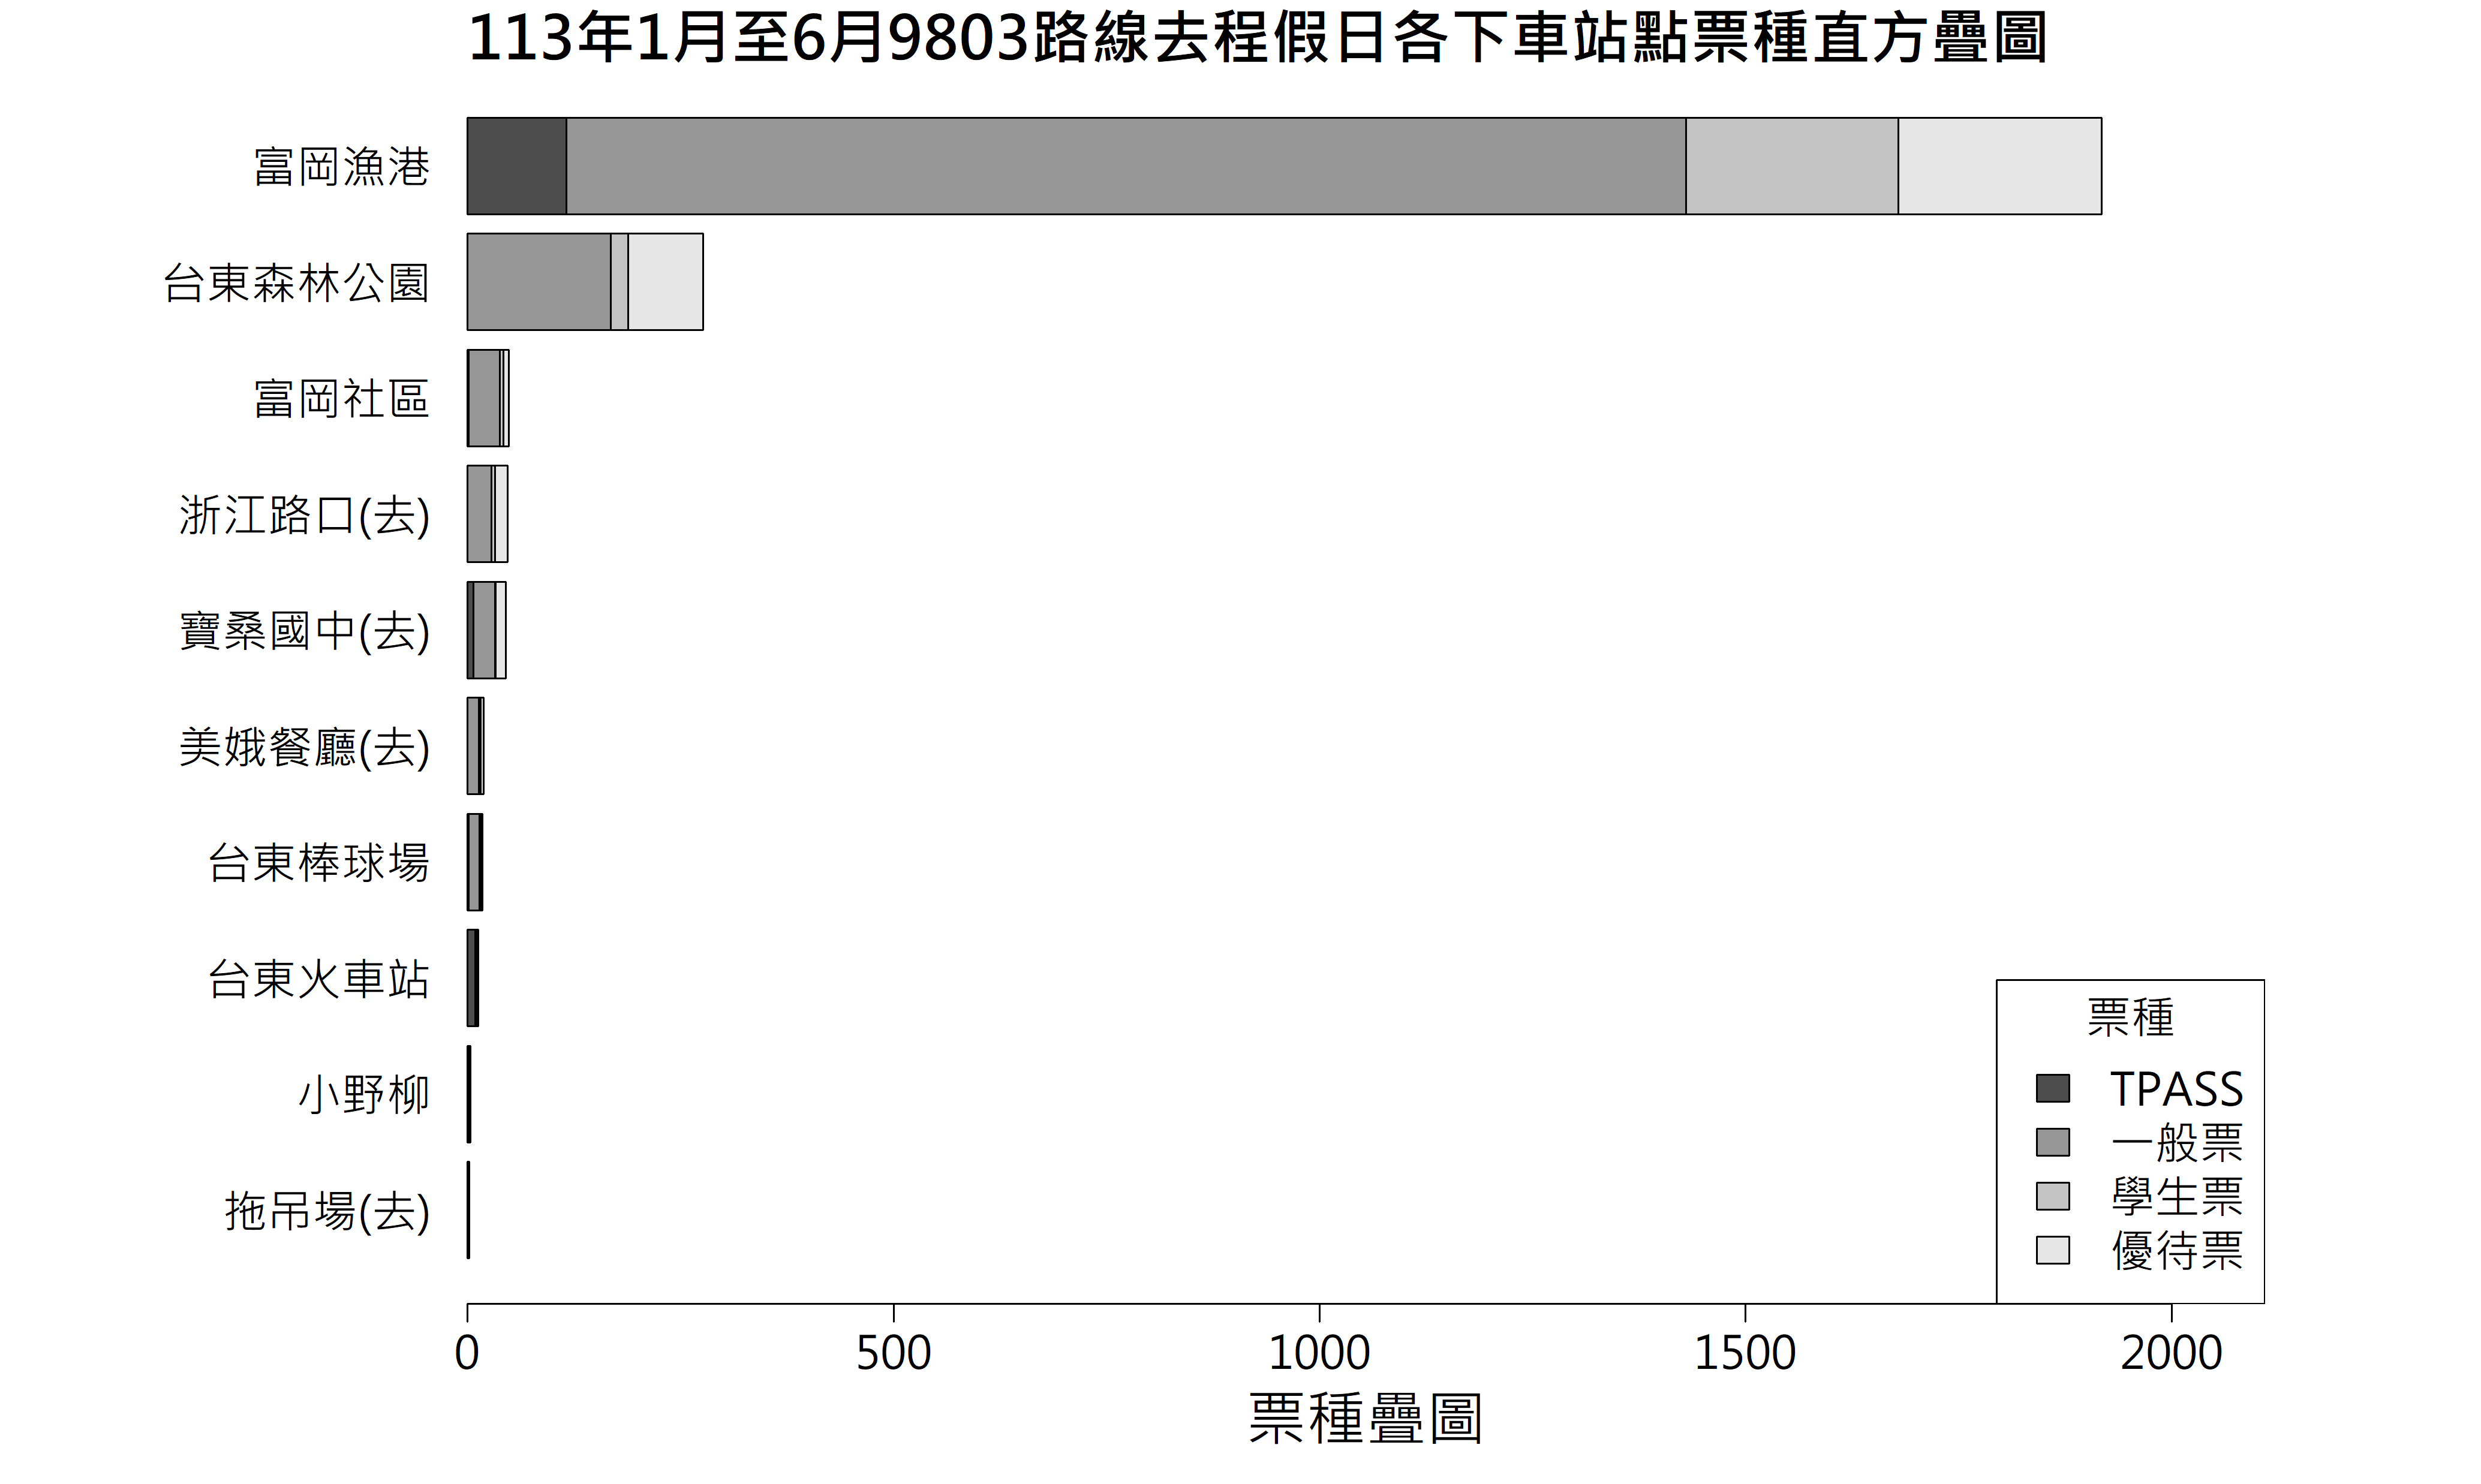 113年1月至6月9803路線去程假日各下車站點票種直方疊圖
富岡漁港
台東森林公園
富岡社區
浙江路口(去)
寶桑國中(去)
美娥餐廳(去)
台東棒球場
台東火車站
小野柳
拖吊場(去)
票種
TPASS
一般票
學生票
優待票
0 500 1000 1500 2000
票種疊圖